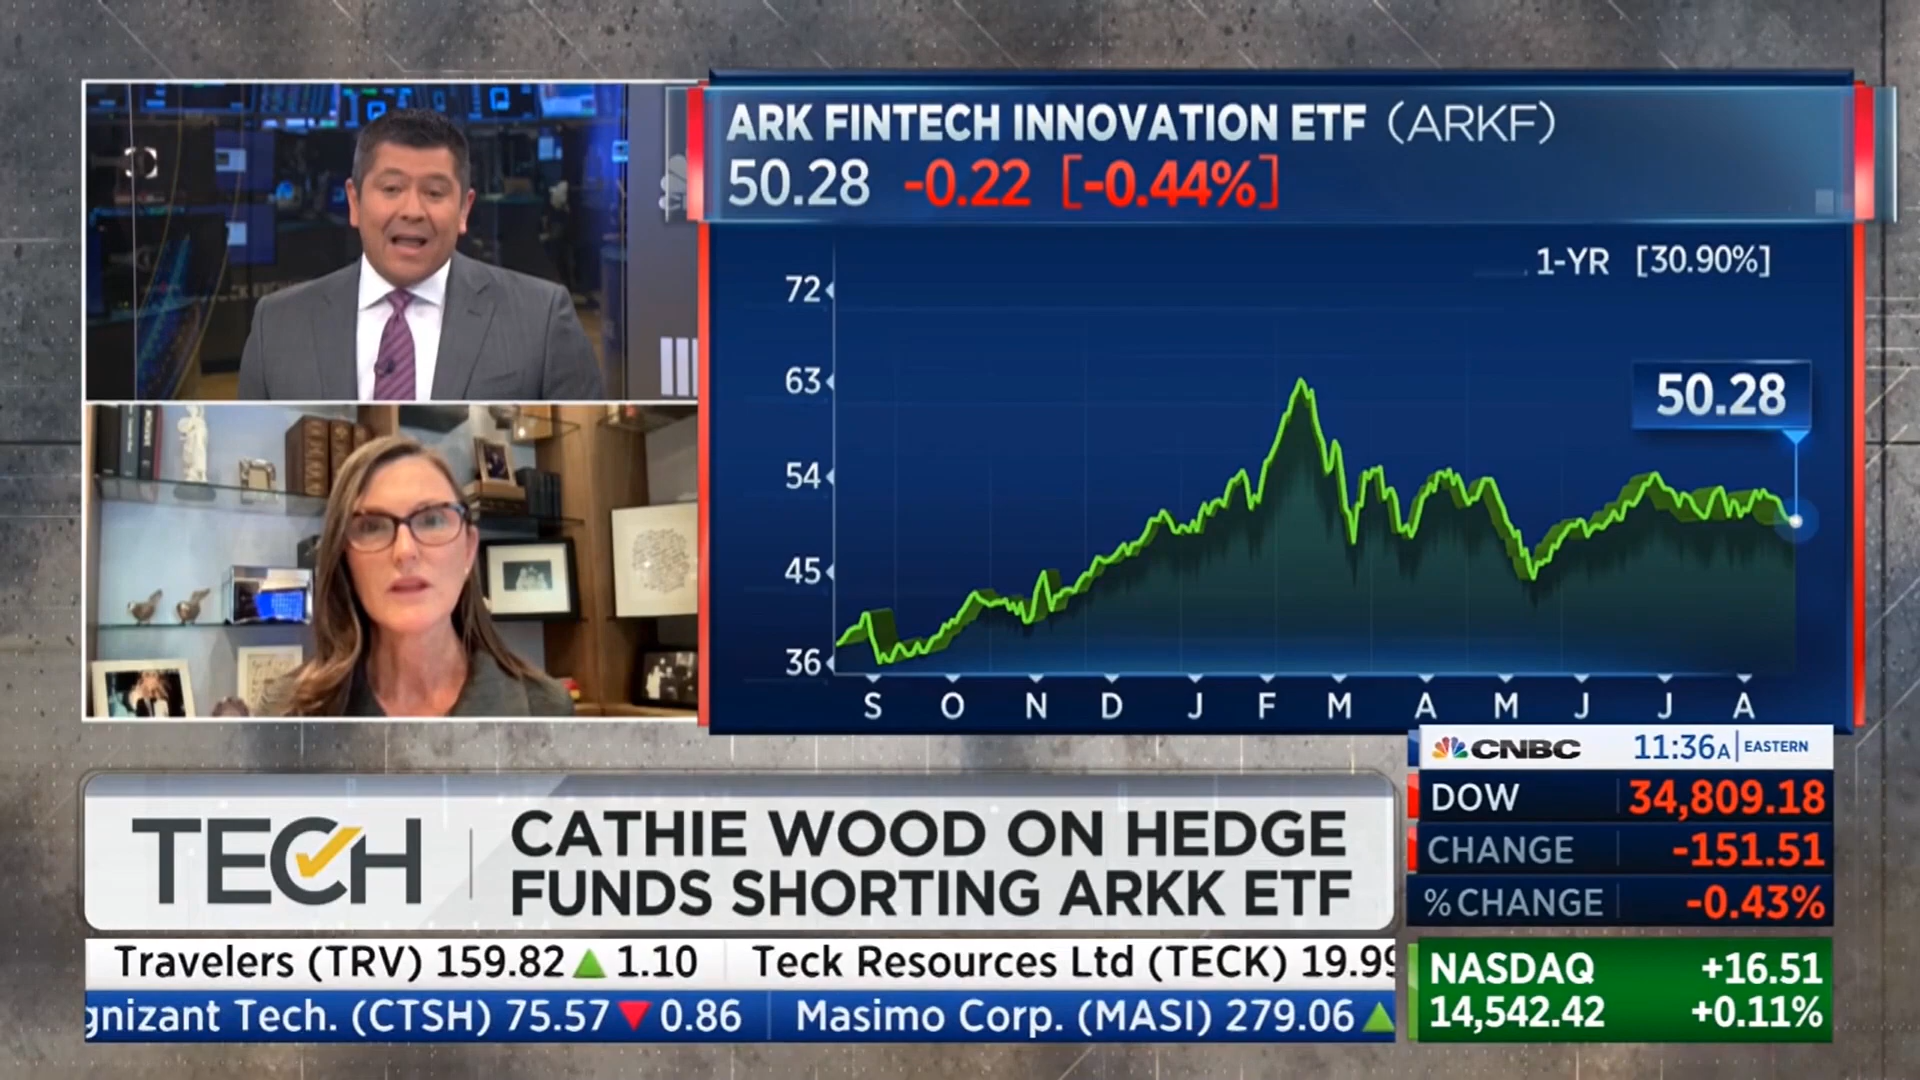 ARK FINTECH INNOVATION ETF (ARKF)
50.28 -0.22 [-0.44%]
1-YR [30.90%]
72
63
54
45
36
50.28
S O N D J F M A M J J A
CNBC 11:36A EASTERN
DOW 34,809.18
CHANGE -151.51
% CHANGE -0.43%
NASDAQ +16.51
14,542.42 +0.11%
TECH
CATHIE WOOD ON HEDGE
FUNDS SHORTING ARKK ETF
Travelers (TRV) 159.82 ▲ 1.10 Teck Resources Ltd (TECK) 19.99
gnizant Tech. (CTSH) 75.57 ▼ 0.86 Masimo Corp. (MASI) 279.06 ▲